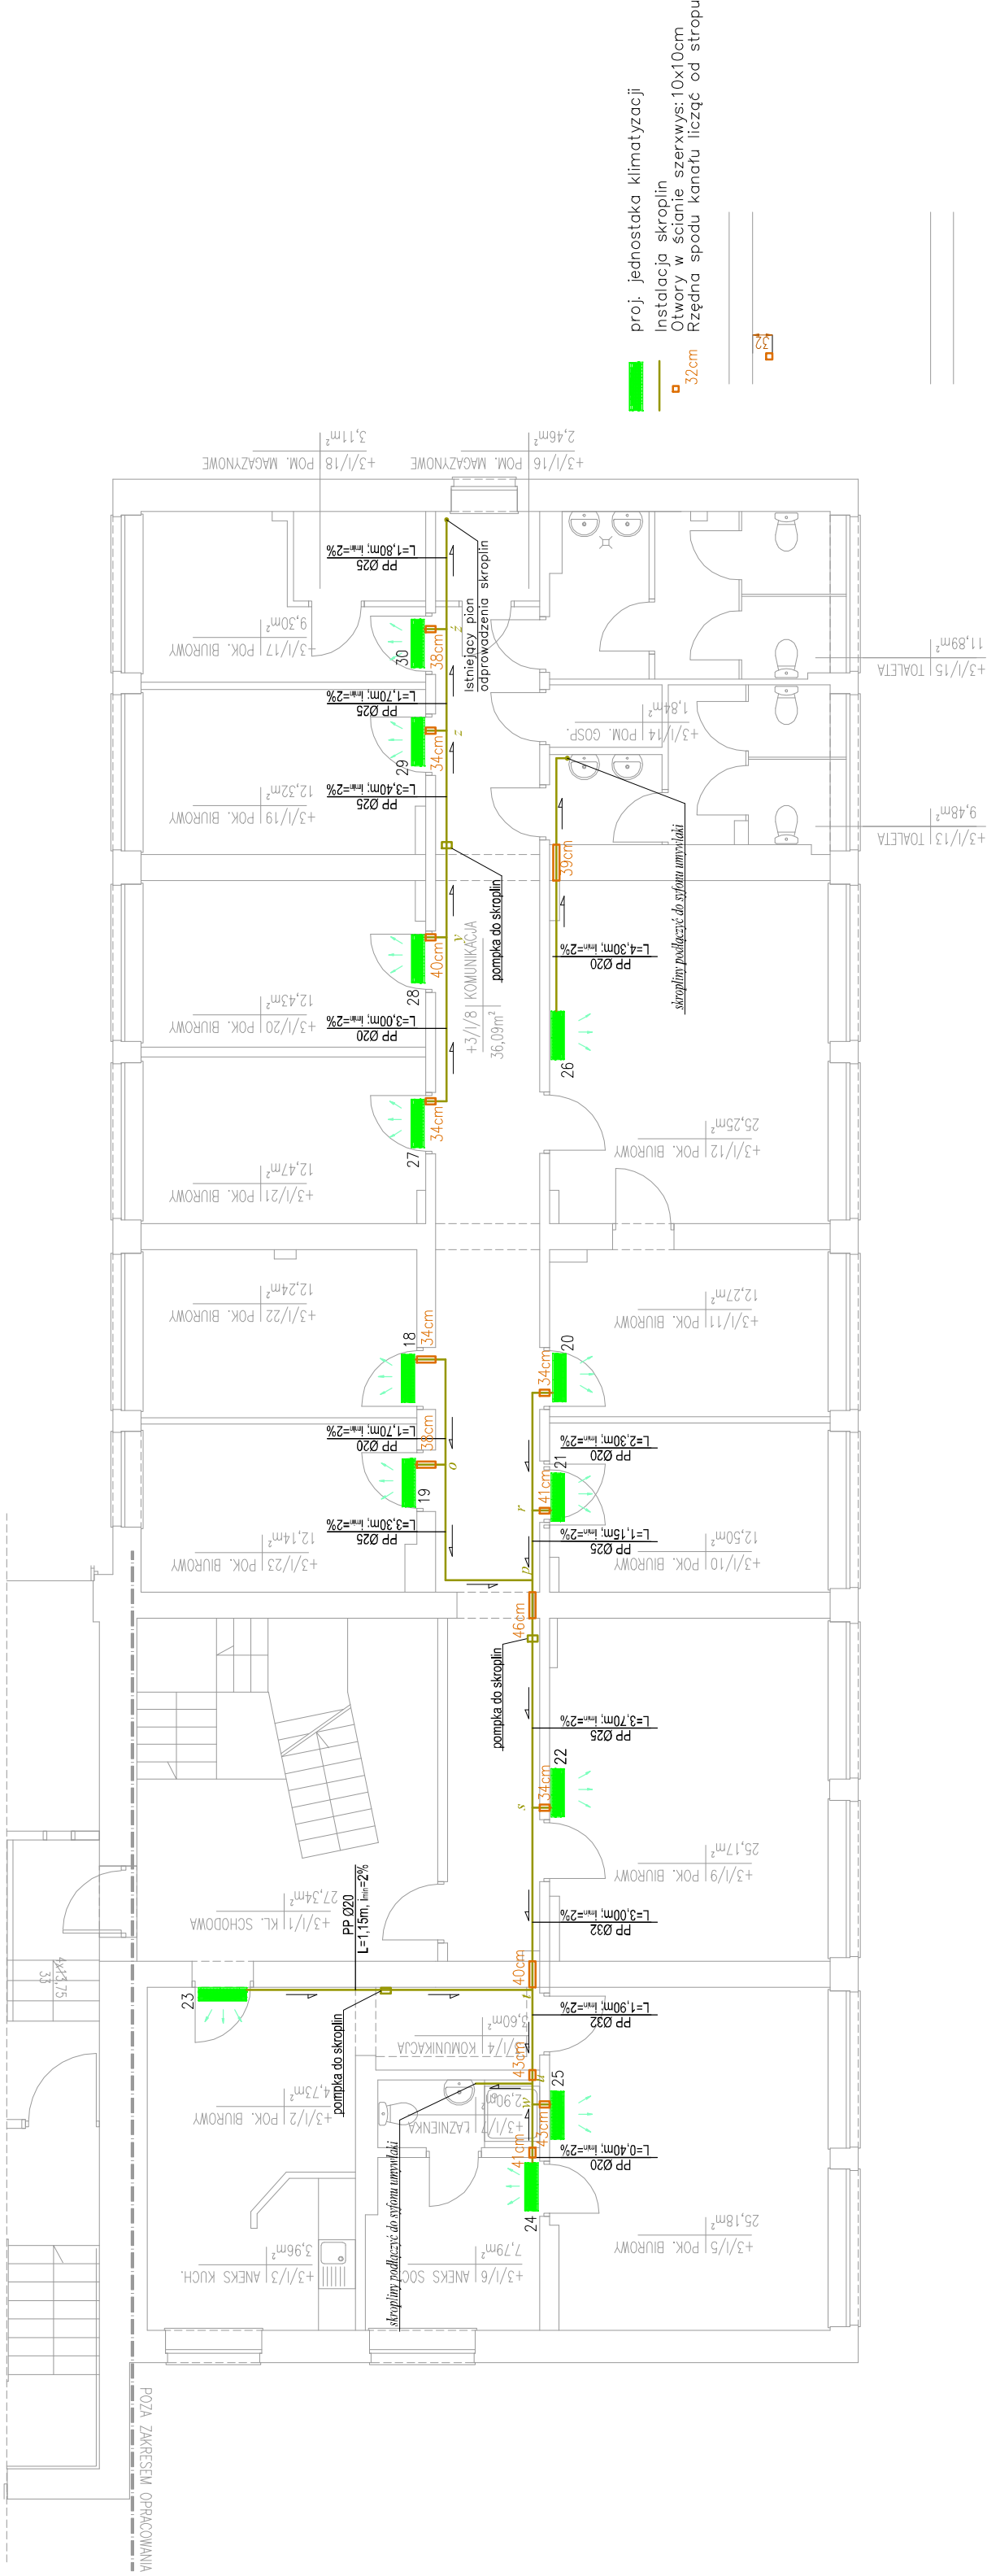 proj. jednostaka klimatyzacji
Instalacja skroplin
Otwory w ścianie szerxwys:10x10cm
Rzędna spodu kanału licząc od stropu
32cm
32
+3/I/18 POM. MAGAZYNOWE
3,11m²
+3/I/16 POM. MAGAZYNOWE
2,46m²
PP Ø25
L=1,80m; imin=2%
Istniejący pion
odprowadzenia skroplin
+3/I/17 POK. BIUROWY
9,30m²
30
38cm
ź
+3/I/15 TOALETA
11,89m²
PP Ø25
L=1,70m; imin=2%
+3/I/14 POM. GOSP.
1,84m²
29
34cm
z
+3/I/19 POK. BIUROWY
12,32m²
PP Ø25
L=3,40m; imin=2%
+3/I/13 TOALETA
9,48m²
39cm
skropliny podłączyć do syfonu umywlaki
pompka do skroplin
28
40cm
v
+3/I/8 KOMUNIKACJA
36,09m²
PP Ø20
L=4,30m; imin=2%
+3/I/20 POK. BIUROWY
12,43m²
PP Ø20
L=3,00m; imin=2%
26
27
34cm
+3/I/12 POK. BIUROWY
25,25m²
+3/I/21 POK. BIUROWY
12,47m²
+3/I/22 POK. BIUROWY
12,24m²
+3/I/11 POK. BIUROWY
12,27m²
18
34cm
20
34cm
PP Ø20
L=1,70m; imin=2%
38cm
PP Ø20
L=2,30m; imin=2%
19
o
21
41cm
r
PP Ø25
L=3,30m; imin=2%
PP Ø25
L=1,15m; imin=2%
+3/I/23 POK. BIUROWY
12,14m²
+3/I/10 POK. BIUROWY
12,50m²
p
46cm
pompka do skroplin
PP Ø25
L=3,70m; imin=2%
22
34cm
s
+3/I/9 POK. BIUROWY
25,17m²
+3/I/1 KL. SCHODOWA
27,34m²
PP Ø20
L=1,15m, imin=2%
PP Ø32
L=3,00m; imin=2%
4x13,75
33
23
40cm
t
PP Ø32
L=1,90m; imin=2%
+3/I/4 KOMUNIKACJA
3,60m²
pompka do skroplin
43cm
u
25
+3/I/2 POK. BIUROWY
4,73m²
+3/I/7 ŁAZIENKA
2,90m²
w
43cm
41cm
PP Ø20
L=0,40m; imin=2%
24
skropliny podłączyć do syfonu umywlaki
+3/I/3 ANEKS KUCH.
3,96m²
+3/I/6 ANEKS SOC
7,79m²
+3/I/5 POK. BIUROWY
25,18m²
POZA ZAKRESEM OPRACOWANIA